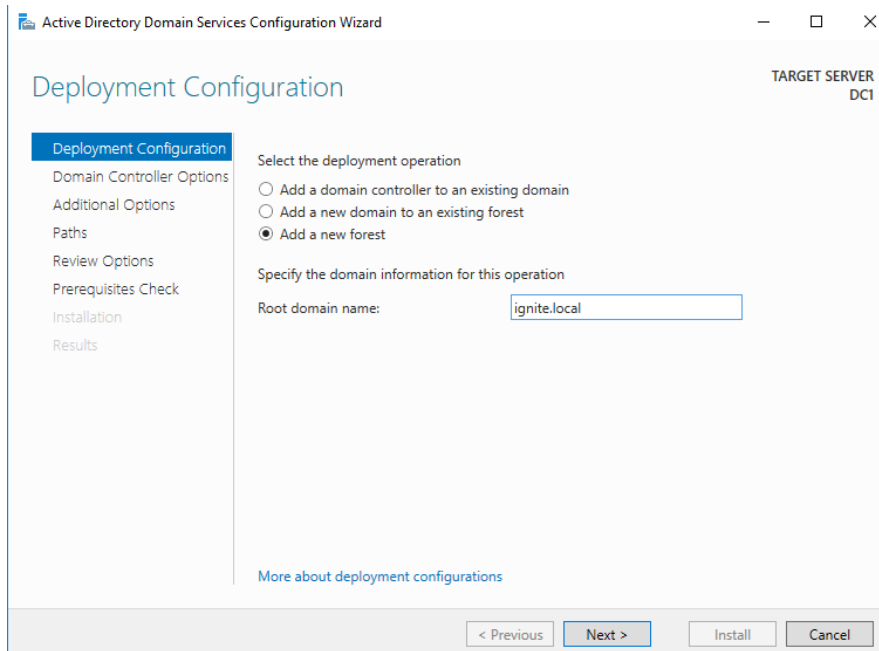 Active Directory Domain Services Configuration Wizard
Deployment Configuration
TARGET SERVER
DC1
Deployment Configuration
Domain Controller Options
Additional Options
Paths
Review Options
Prerequisites Check
Installation
Results
Select the deployment operation
Add a domain controller to an existing domain
Add a new domain to an existing forest
Add a new forest
Specify the domain information for this operation
Root domain name: ignite.local
More about deployment configurations
< Previous Next > Install Cancel